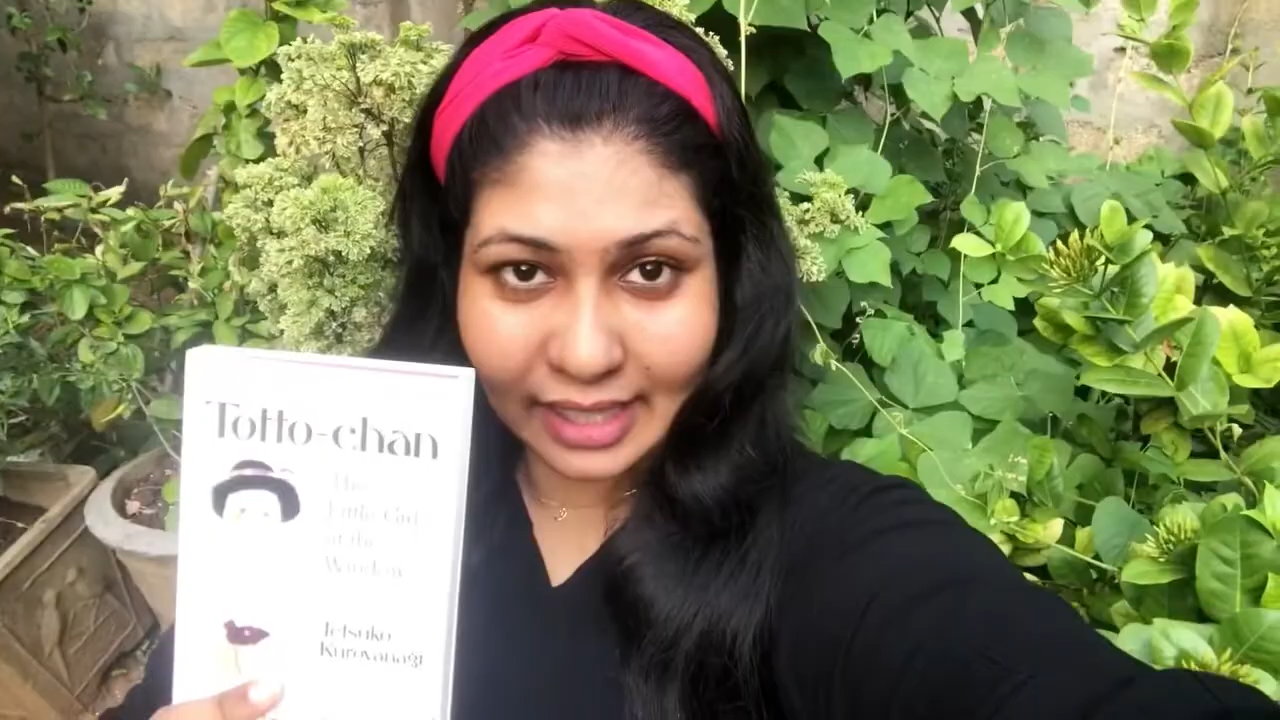 Totto-chan
The
Little Girl
at the
Window
Tetsuko
Kuroyanagi